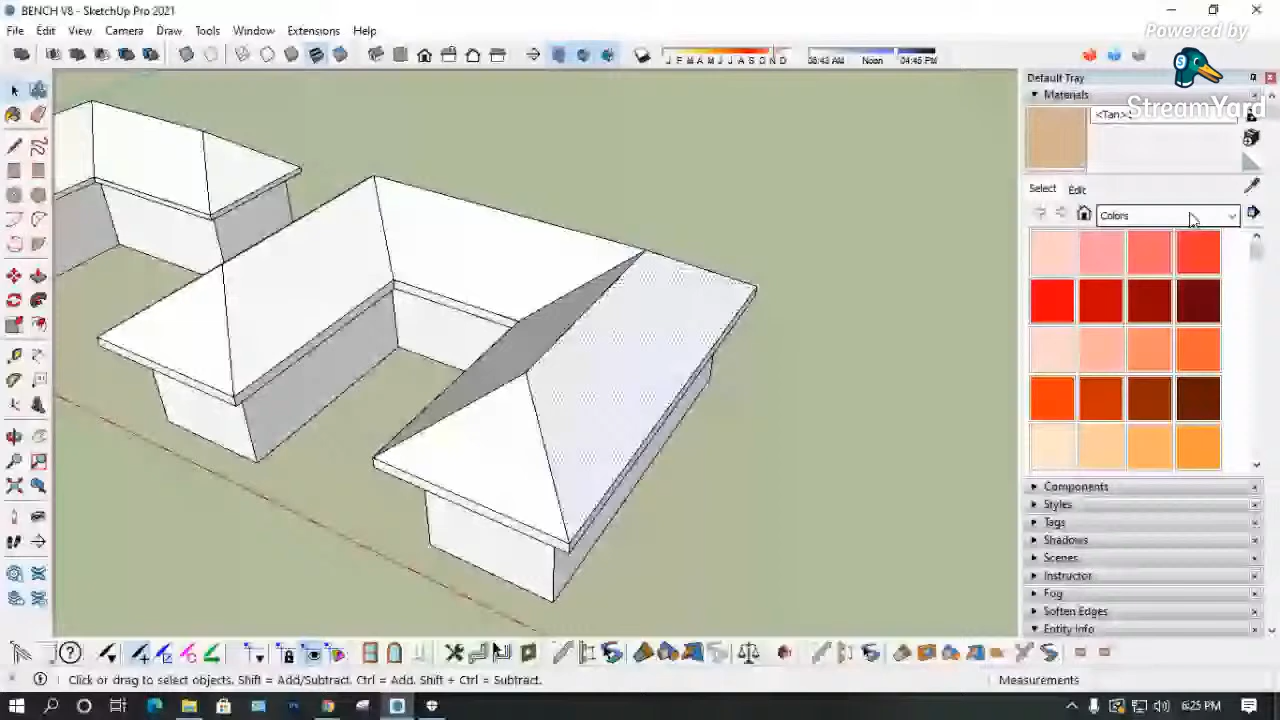 BENCH V8 - SketchUp Pro 2021
File Edit View Camera Draw Tools Window Extensions Help
Powered by
StreamYard
J F M A M J J A S O N D
06:43 AM Noon 04:45 PM
Default Tray
Materials
<Tan>
Select Edit
Colors
Components
Styles
Tags
Shadows
Scenes
Instructor
Fog
Soften Edges
Entity Info
Click or drag to select objects. Shift = Add/Subtract. Ctrl = Add. Shift + Ctrl = Subtract.
Measurements
6:25 PM